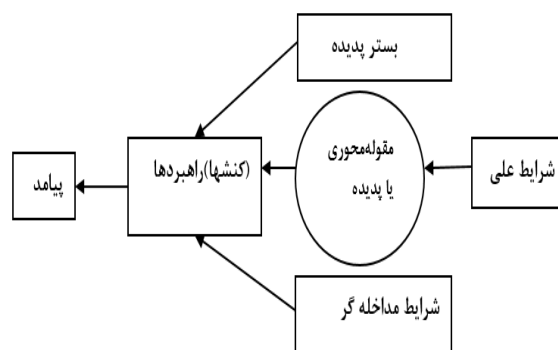 بستر پدیده
شرایط علی
مقوله‌محوری
یا پدیده
(کنشها)راهبردها
پیامد
شرایط مداخله گر